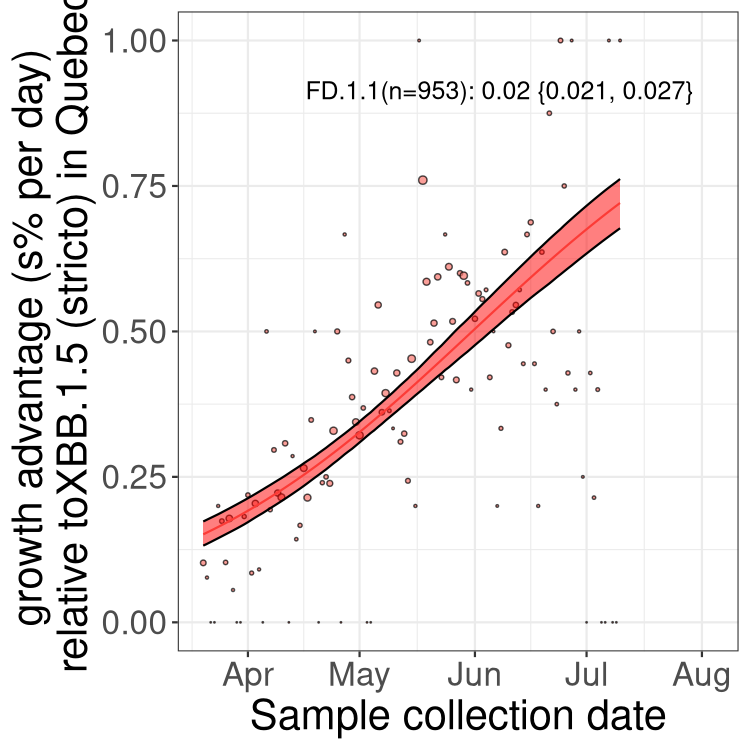 growth advantage (s% per day)
relative toXBB.1.5 (stricto) in Quebec
1.00
0.75
0.50
0.25
0.00
FD.1.1(n=953): 0.02 {0.021, 0.027}
Apr May Jun Jul Aug
Sample collection date